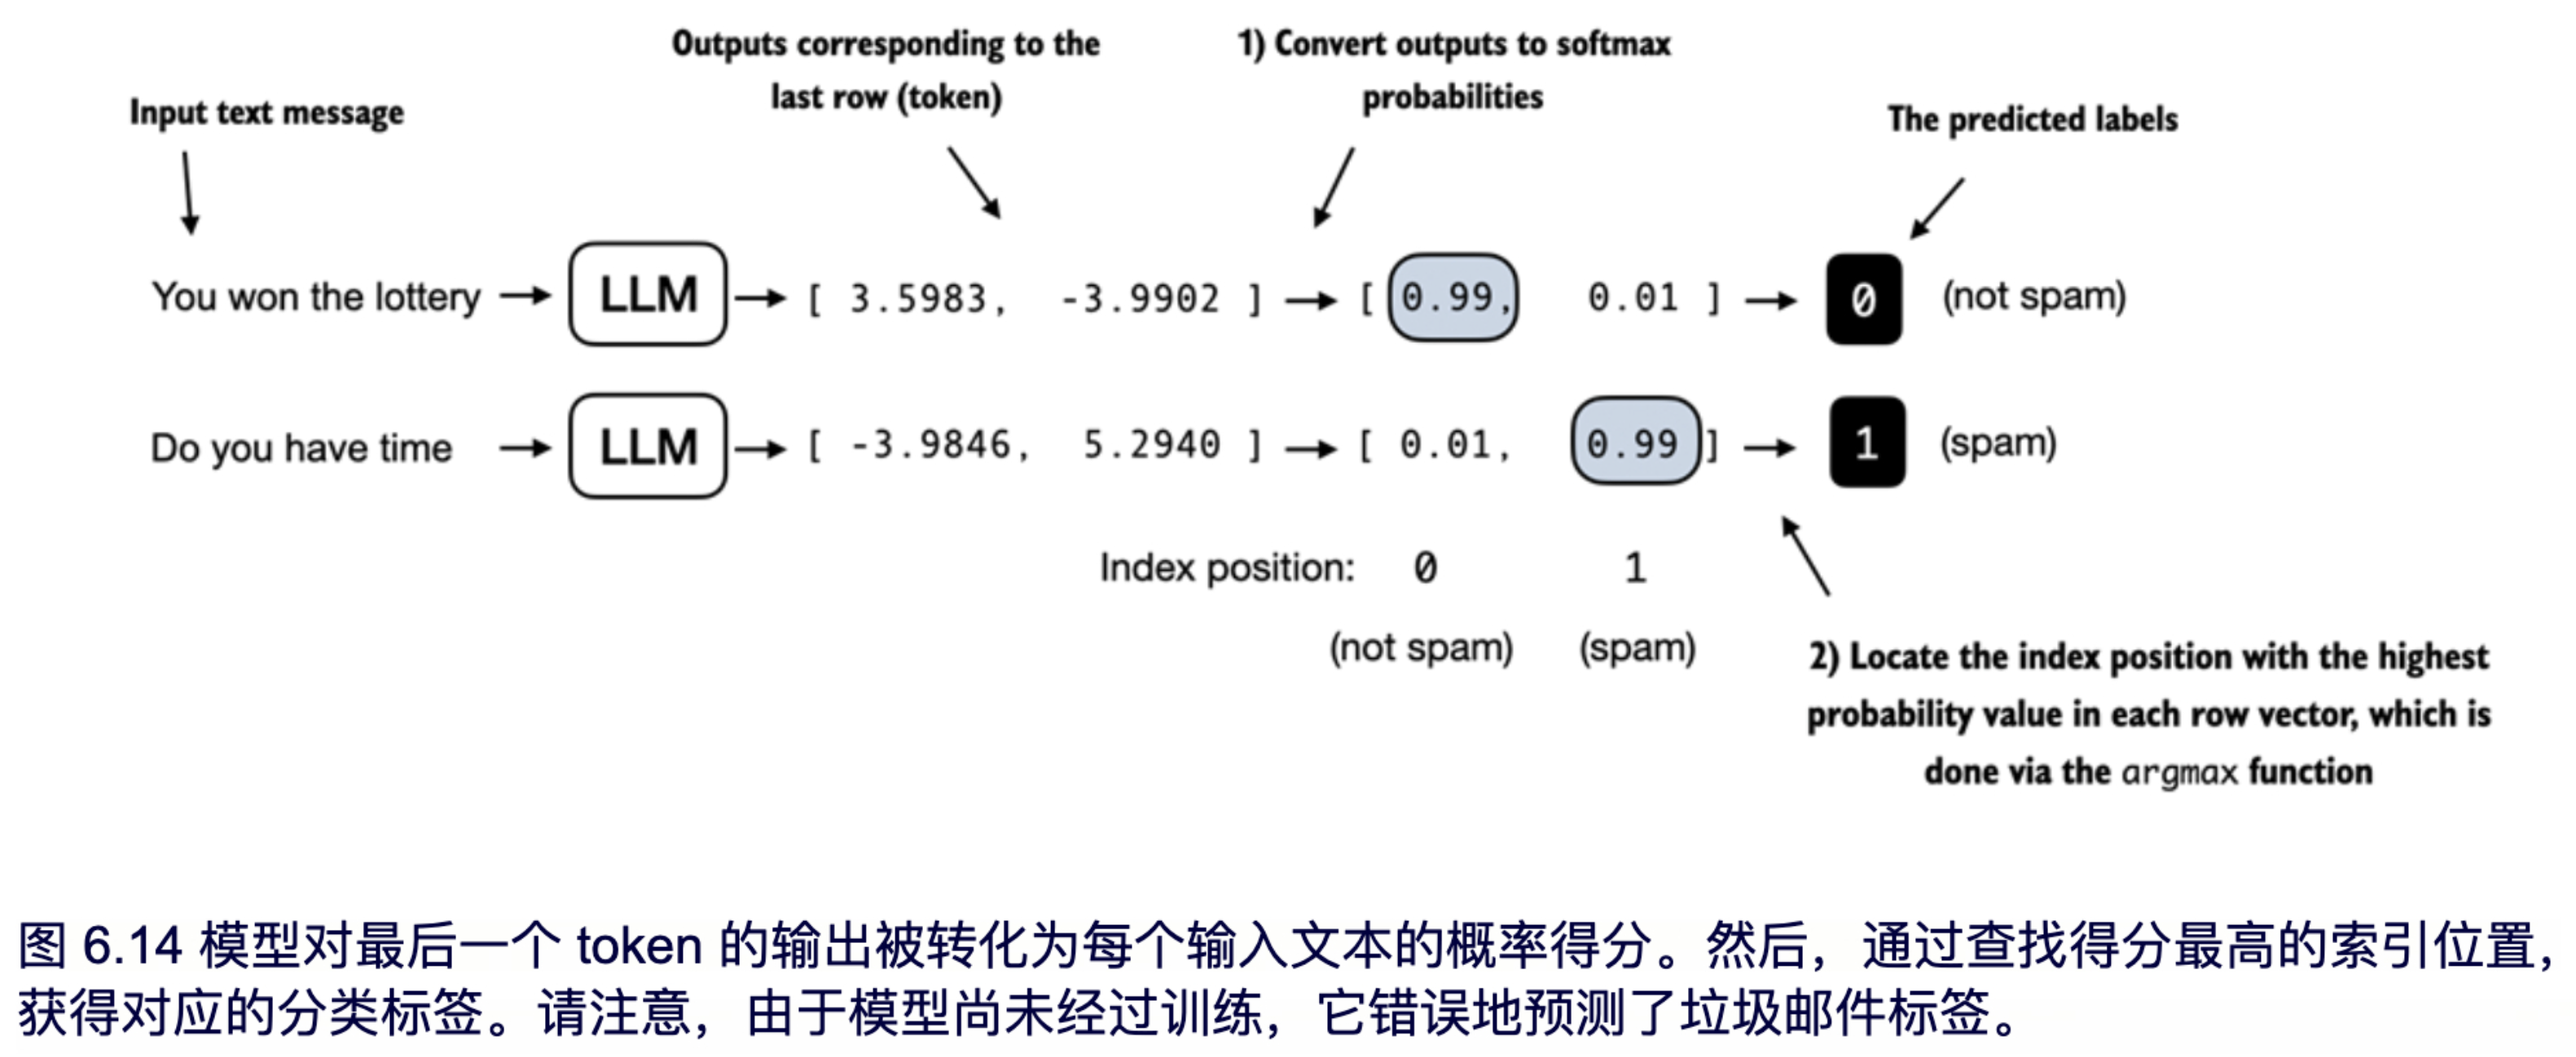 Outputs corresponding to the
last row (token)
1) Convert outputs to softmax
probabilities
Input text message
The predicted labels
You won the lottery LLM [ 3.5983, -3.9902 ] [ 0.99, 0.01 ] 0 (not spam)
Do you have time LLM [ -3.9846, 5.2940 ] [ 0.01, 0.99 ] 1 (spam)
Index position: 0 1
(not spam) (spam)
2) Locate the index position with the highest
probability value in each row vector, which is
done via the argmax function
图 6.14 模型对最后一个 token 的输出被转化为每个输入文本的概率得分。然后，通过查找得分最高的索引位置，
获得对应的分类标签。请注意，由于模型尚未经过训练，它错误地预测了垃圾邮件标签。